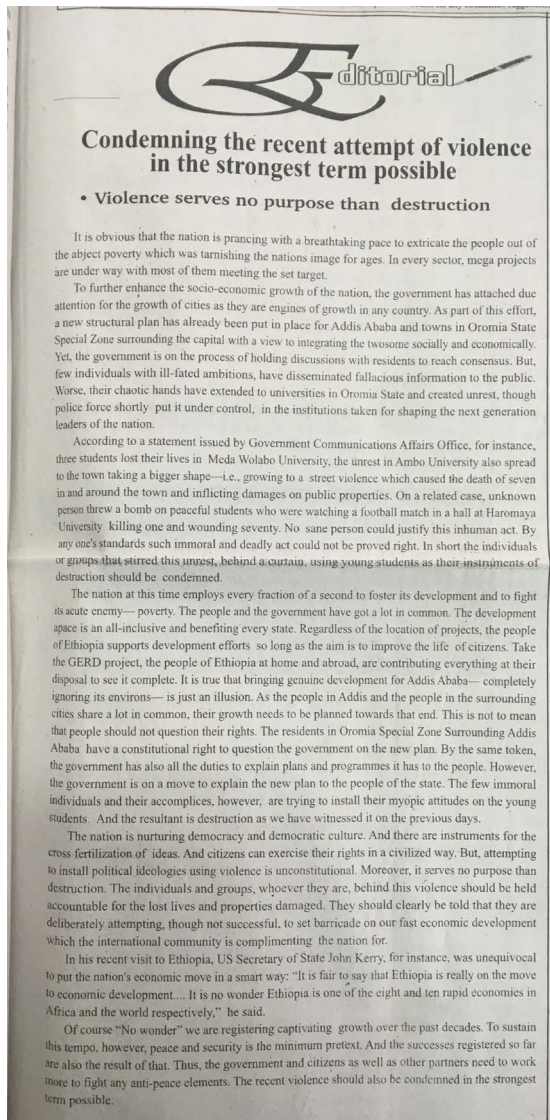 Editorial
Condemning the recent attempt of violence
in the strongest term possible
• Violence serves no purpose than destruction
It is obvious that the nation is prancing with a breathtaking pace to extricate the people out of
the abject poverty which was tarnishing the nations image for ages. In every sector, mega projects
are under way with most of them meeting the set target.
To further enhance the socio-economic growth of the nation, the government has attached due
attention for the growth of cities as they are engines of growth in any country. As part of this effort,
a new structural plan has already been put in place for Addis Ababa and towns in Oromia State
Special Zone surrounding the capital with a view to integrating the twosome socially and economically.
Yet, the government is on the process of holding discussions with residents to reach consensus. But,
few individuals with ill-fated ambitions, have disseminated fallacious information to the public.
Worse, their chaotic hands have extended to universities in Oromia State and created unrest, though
police force shortly put it under control, in the institutions taken for shaping the next generation
leaders of the nation.
According to a statement issued by Government Communications Affairs Office, for instance,
three students lost their lives in Meda Wolabo University, the unrest in Ambo University also spread
to the town taking a bigger shape—i.e., growing to a street violence which caused the death of seven
in and around the town and inflicting damages on public properties. On a related case, unknown
person threw a bomb on peaceful students who were watching a football match in a hall at Haromaya
University killing one and wounding seventy. No sane person could justify this inhuman act. By
any one's standards such immoral and deadly act could not be proved right. In short the individuals
or groups that stirred this unrest, behind a curtain, using young students as their instruments of
destruction should be condemned.
The nation at this time employs every fraction of a second to foster its development and to fight
its acute enemy— poverty. The people and the government have got a lot in common. The development
apace is an all-inclusive and benefiting every state. Regardless of the location of projects, the people
of Ethiopia supports development efforts so long as the aim is to improve the life of citizens. Take
the GERD project, the people of Ethiopia at home and abroad, are contributing everything at their
disposal to see it complete. It is true that bringing genuine development for Addis Ababa— completely
ignoring its environs— is just an illusion. As the people in Addis and the people in the surrounding
cities share a lot in common, their growth needs to be planned towards that end. This is not to mean
that people should not question their rights. The residents in Oromia Special Zone Surrounding Addis
Ababa have a constitutional right to question the government on the new plan. By the same token,
the government has also all the duties to explain plans and programmes it has to the people. However,
the government is on a move to explain the new plan to the people of the state. The few immoral
individuals and their accomplices, however, are trying to install their myopic attitudes on the young
students. And the resultant is destruction as we have witnessed it on the previous days.
The nation is nurturing democracy and democratic culture. And there are instruments for the
cross fertilization of ideas. And citizens can exercise their rights in a civilized way. But, attempting
to install political ideologies using violence is unconstitutional. Moreover, it serves no purpose than
destruction. The individuals and groups, whoever they are, behind this violence should be held
accountable for the lost lives and properties damaged. They should clearly be told that they are
deliberately attempting, though not successful, to set barricade on our fast economic development
which the international community is complimenting the nation for.
In his recent visit to Ethiopia, US Secretary of State John Kerry, for instance, was unequivocal
to put the nation's economic move in a smart way: "It is fair to say that Ethiopia is really on the move
to economic development.... It is no wonder Ethiopia is one of the eight and ten rapid economies in
Africa and the world respectively," he said.
Of course "No wonder" we are registering captivating growth over the past decades. To sustain
this tempo, however, peace and security is the minimum pretext. And the successes registered so far
are also the result of that. Thus, the government and citizens as well as other partners need to work
more to fight any anti-peace elements. The recent violence should also be condemned in the strongest
term possible.